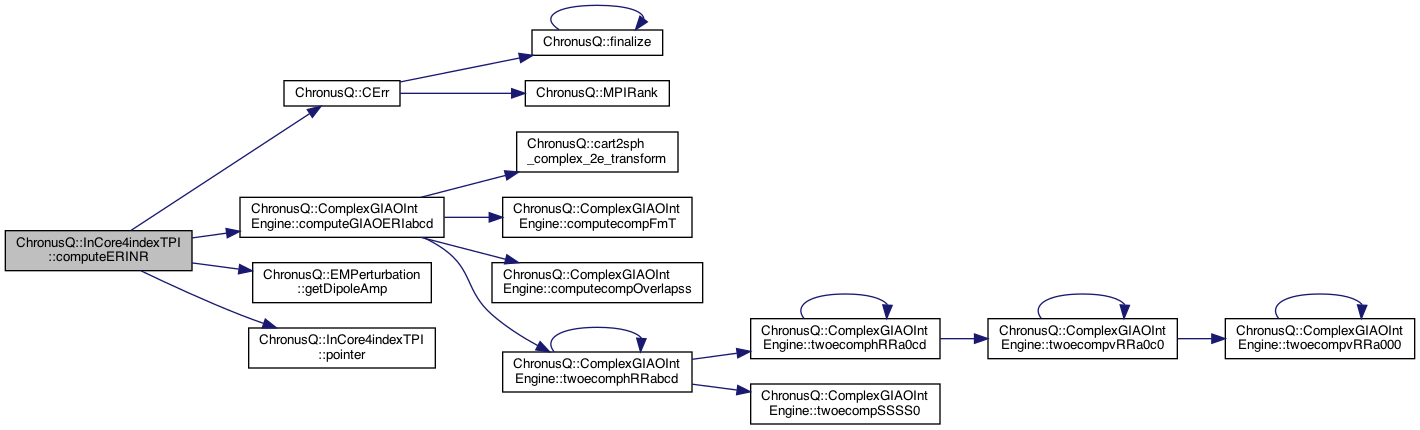 ChronusQ::InCore4indexTPI
::computeERINR
ChronusQ::CErr
ChronusQ::finalize
ChronusQ::MPIRank
ChronusQ::ComplexGIAOInt
Engine::computeGIAOERIabcd
ChronusQ::cart2sph
_complex_2e_transform
ChronusQ::ComplexGIAOInt
Engine::computecompFmT
ChronusQ::ComplexGIAOInt
Engine::computecompOverlapss
ChronusQ::ComplexGIAOInt
Engine::twoecomphRRabcd
ChronusQ::ComplexGIAOInt
Engine::twoecomphRRa0cd
ChronusQ::ComplexGIAOInt
Engine::twoecompvRRa0c0
ChronusQ::ComplexGIAOInt
Engine::twoecompvRRa000
ChronusQ::ComplexGIAOInt
Engine::twoecompSSSS0
ChronusQ::EMPerturbation
::getDipoleAmp
ChronusQ::InCore4indexTPI
::pointer